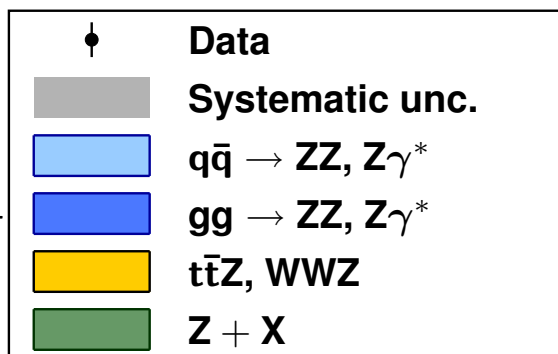 Data
Systematic unc.
qq̄ → ZZ, Zγ*
gg → ZZ, Zγ*
tt̄Z, WWZ
Z + X